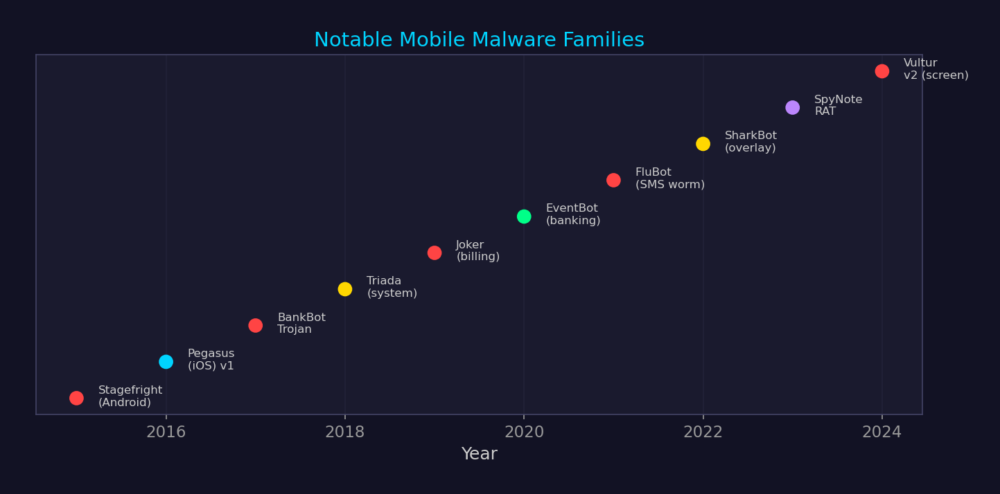 Notable Mobile Malware Families
Vultur
v2 (screen)
SpyNote
RAT
SharkBot
(overlay)
FluBot
(SMS worm)
EventBot
(banking)
Joker
(billing)
Triada
(system)
BankBot
Trojan
Pegasus
(iOS) v1
Stagefright
(Android)
2016
2018
2020
2022
2024
Year